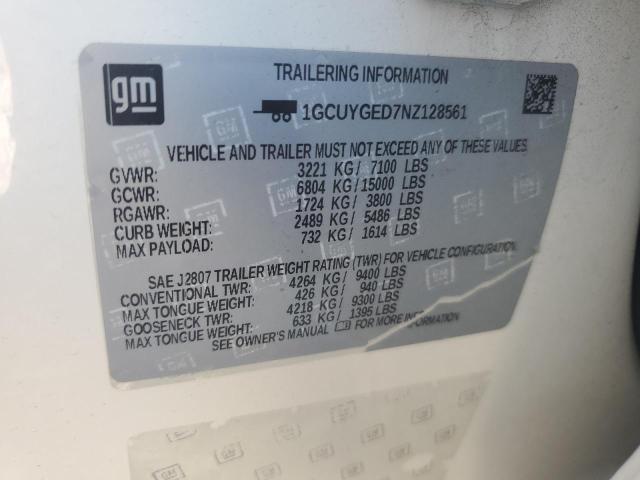 gm
TRAILERING INFORMATION
1GCUYGED7NZ128561
VEHICLE AND TRAILER MUST NOT EXCEED ANY OF THESE VALUES
GVWR: 3221 KG / 7100 LBS
GCWR: 6804 KG / 15000 LBS
RGAWR: 1724 KG / 3800 LBS
CURB WEIGHT: 2489 KG / 5486 LBS
MAX PAYLOAD: 732 KG / 1614 LBS
SAE J2807 TRAILER WEIGHT RATING (TWR) FOR VEHICLE CONFIGURATION.
CONVENTIONAL TWR: 4264 KG / 9400 LBS
MAX TONGUE WEIGHT: 426 KG / 940 LBS
GOOSENECK TWR: 4218 KG / 9300 LBS
MAX TONGUE WEIGHT: 633 KG / 1395 LBS
SEE OWNER'S MANUAL FOR MORE INFORMATION